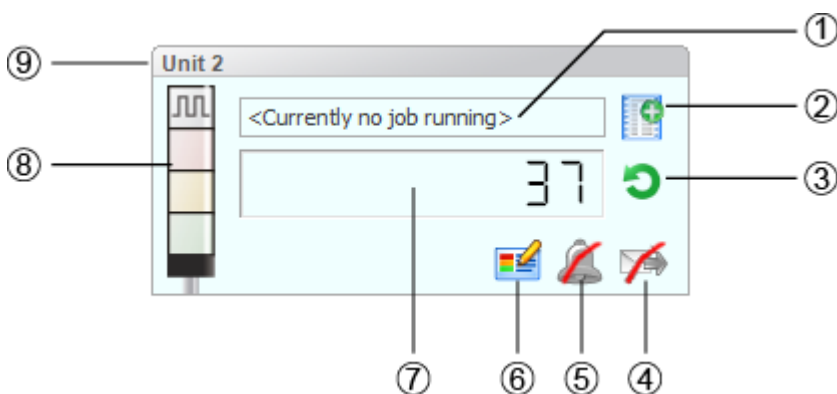 ①
⑨ Unit 2
<Currently no job running> ②
⑧ 37 ③
⑦ ⑥ ⑤ ④